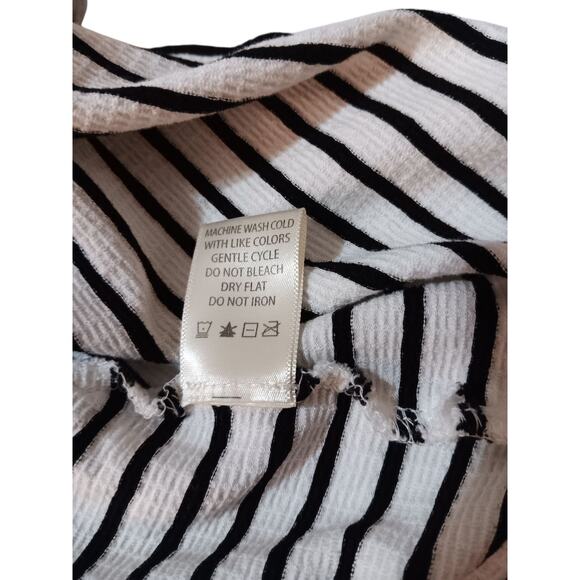 MACHINE WASH COLD
WITH LIKE COLORS
GENTLE CYCLE
DO NOT BLEACH
DRY FLAT
DO NOT IRON